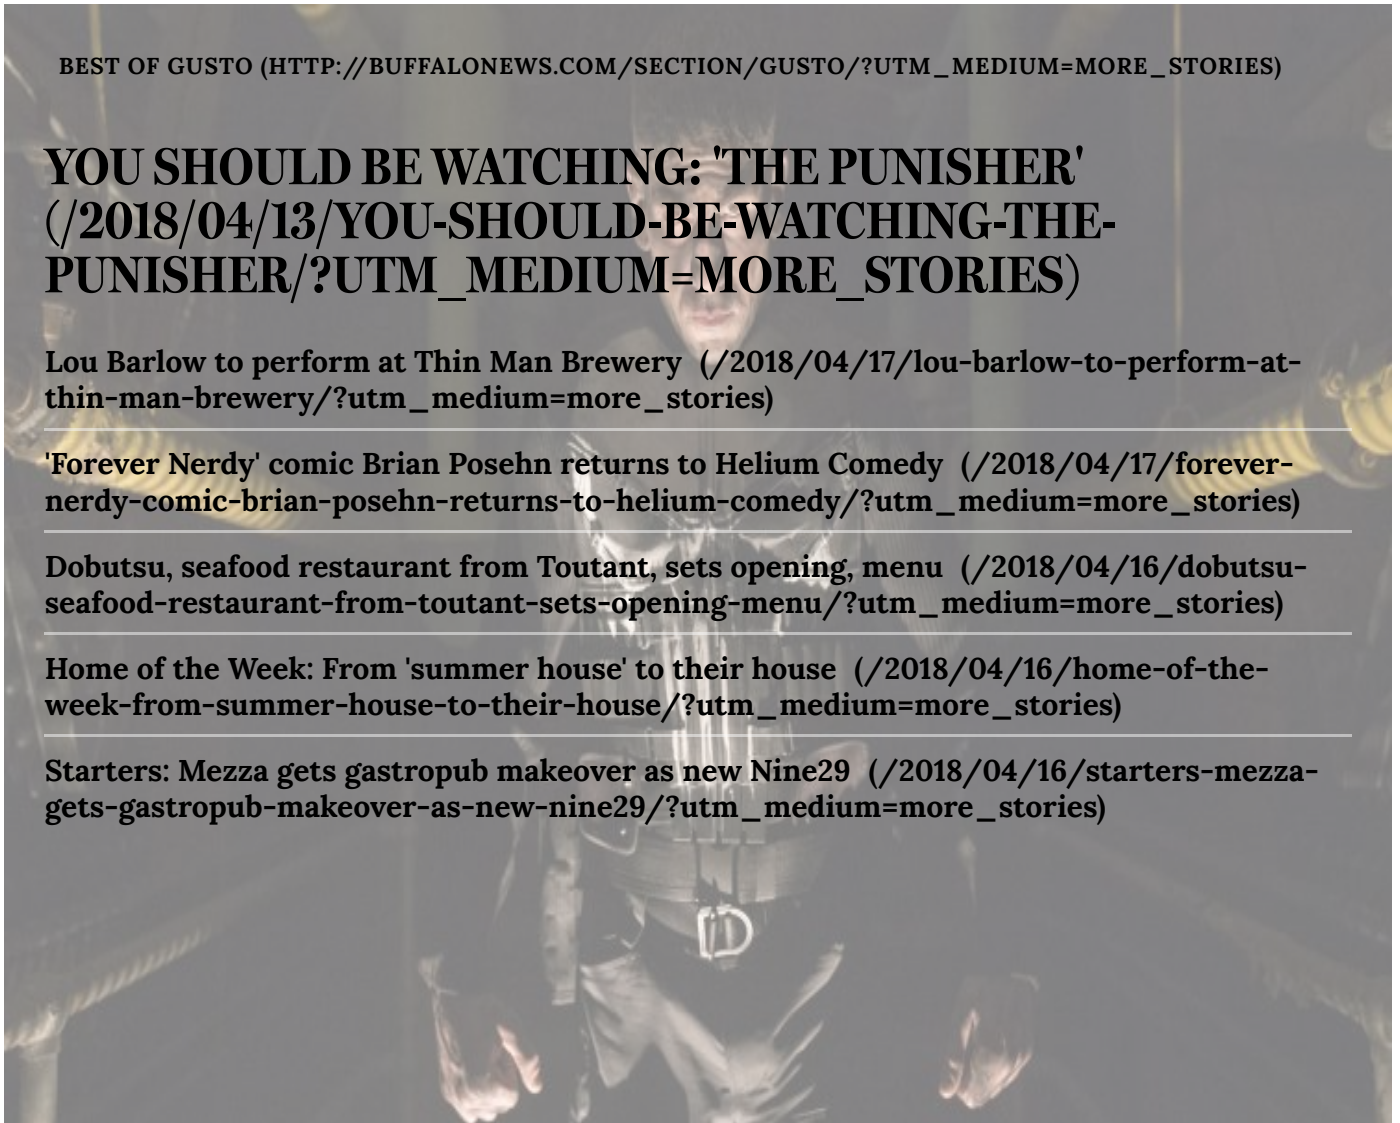 BEST OF GUSTO (HTTP://BUFFALONEWS.COM/SECTION/GUSTO/?UTM_MEDIUM=MORE_STORIES)
YOU SHOULD BE WATCHING: 'THE PUNISHER'
(/2018/04/13/YOU-SHOULD-BE-WATCHING-THE-
PUNISHER/?UTM_MEDIUM=MORE_STORIES)
Lou Barlow to perform at Thin Man Brewery (/2018/04/17/lou-barlow-to-perform-at-
thin-man-brewery/?utm_medium=more_stories)
'Forever Nerdy' comic Brian Posehn returns to Helium Comedy (/2018/04/17/forever-
nerdy-comic-brian-posehn-returns-to-helium-comedy/?utm_medium=more_stories)
Dobutsu, seafood restaurant from Toutant, sets opening, menu (/2018/04/16/dobutsu-
seafood-restaurant-from-toutant-sets-opening-menu/?utm_medium=more_stories)
Home of the Week: From 'summer house' to their house (/2018/04/16/home-of-the-
week-from-summer-house-to-their-house/?utm_medium=more_stories)
Starters: Mezza gets gastropub makeover as new Nine29 (/2018/04/16/starters-mezza-
gets-gastropub-makeover-as-new-nine29/?utm_medium=more_stories)